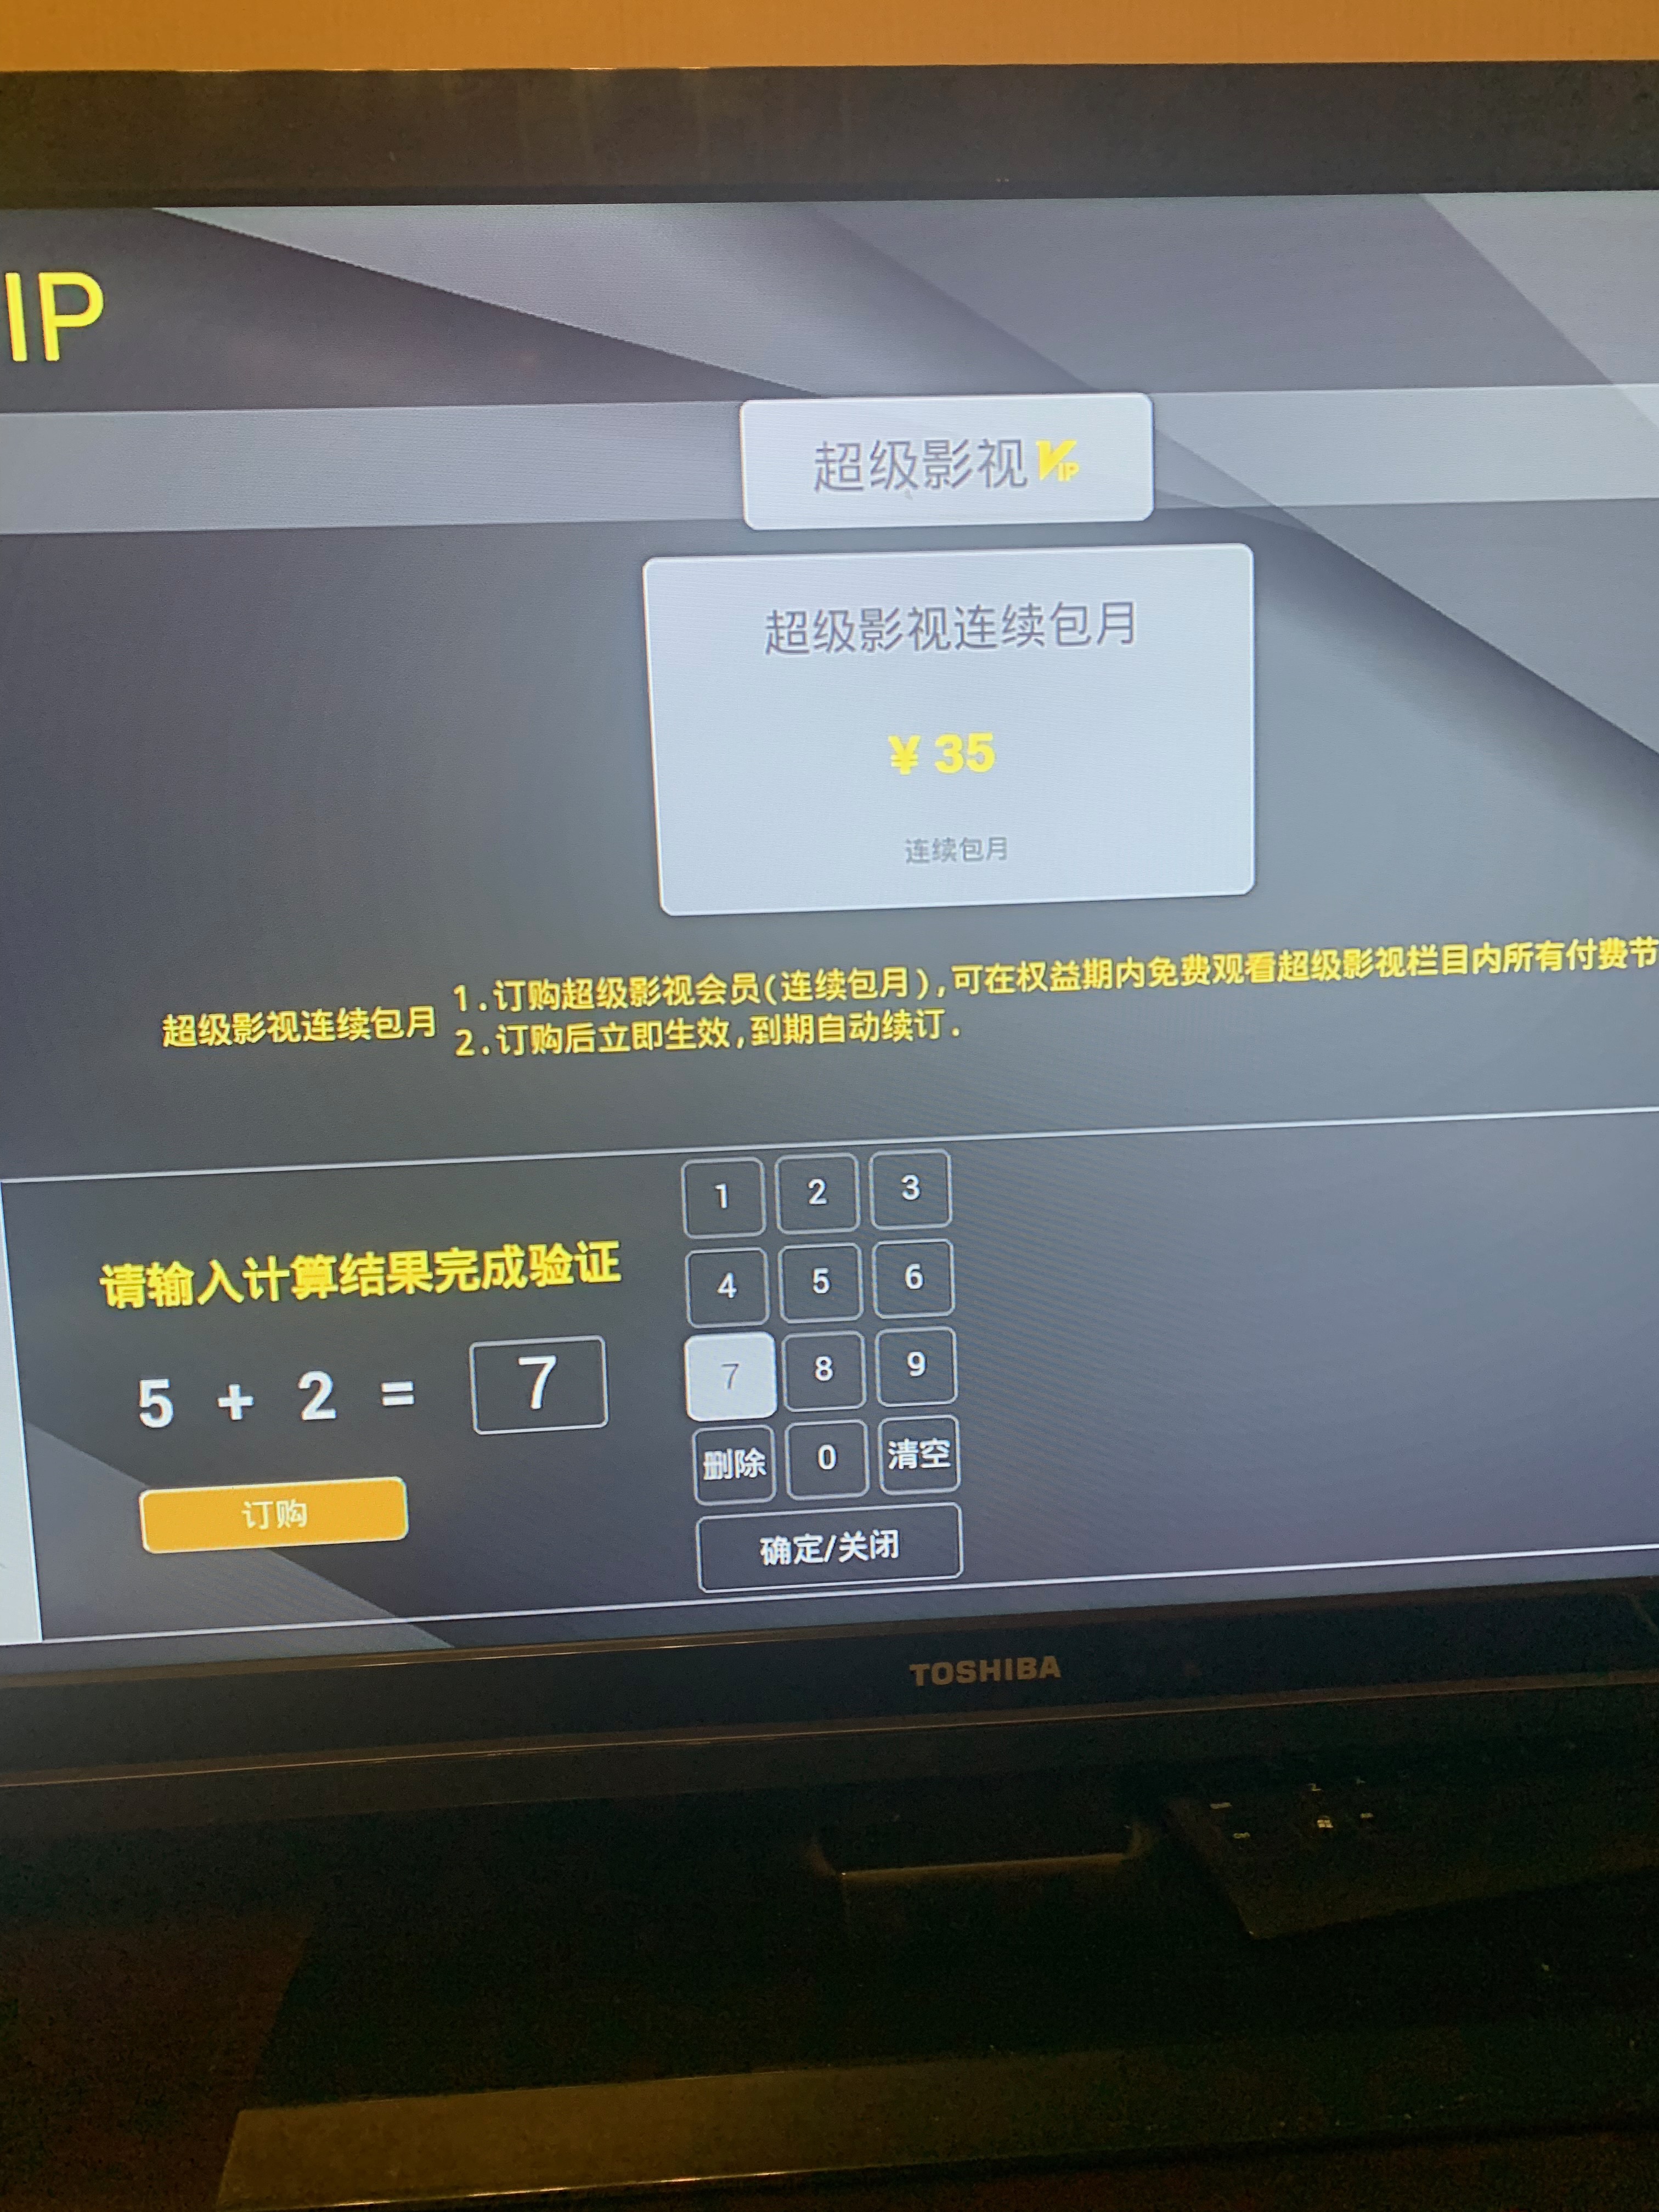 IP
超级影视VIP
超级影视连续包月
¥ 35
连续包月
超级影视连续包月
1.订购超级影视会员(连续包月),可在权益期内免费观看超级影视栏目内所有付费节
2.订购后立即生效,到期自动续订.
请输入计算结果完成验证
5 + 2 = 7
订购
1 2 3
4 5 6
7 8 9
删除 0 清空
确定/关闭
TOSHIBA